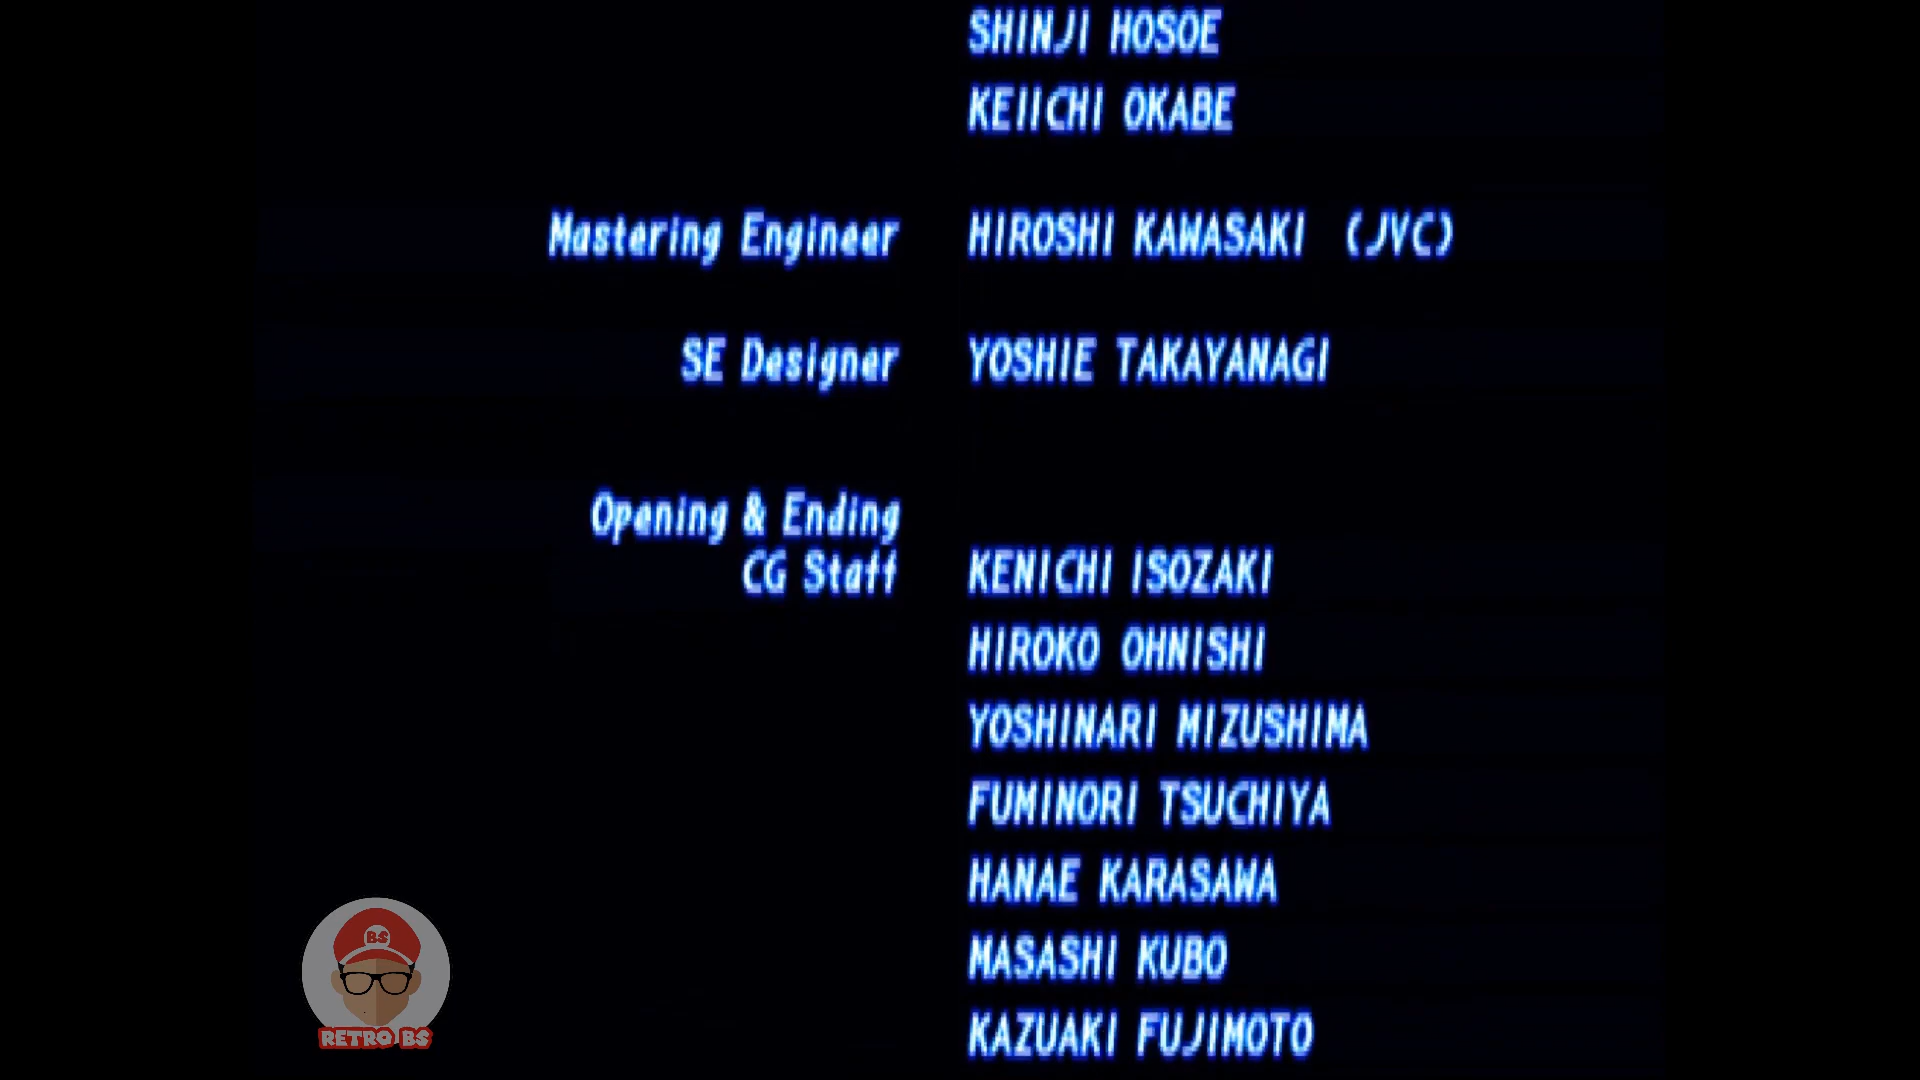 SHINJI HOSOE
KEIICHI OKABE
Mastering Engineer HIROSHI KAWASAKI (JVC)
SE Designer YOSHIE TAKAYANAGI
Opening & Ending
CG Staff KENICHI ISOZAKI
HIROKO OHNISHI
YOSHINARI MIZUSHIMA
FUMINORI TSUCHIYA
HANAE KARASAWA
MASASHI KUBO
KAZUAKI FUJIMOTO
BS
RETRO BS